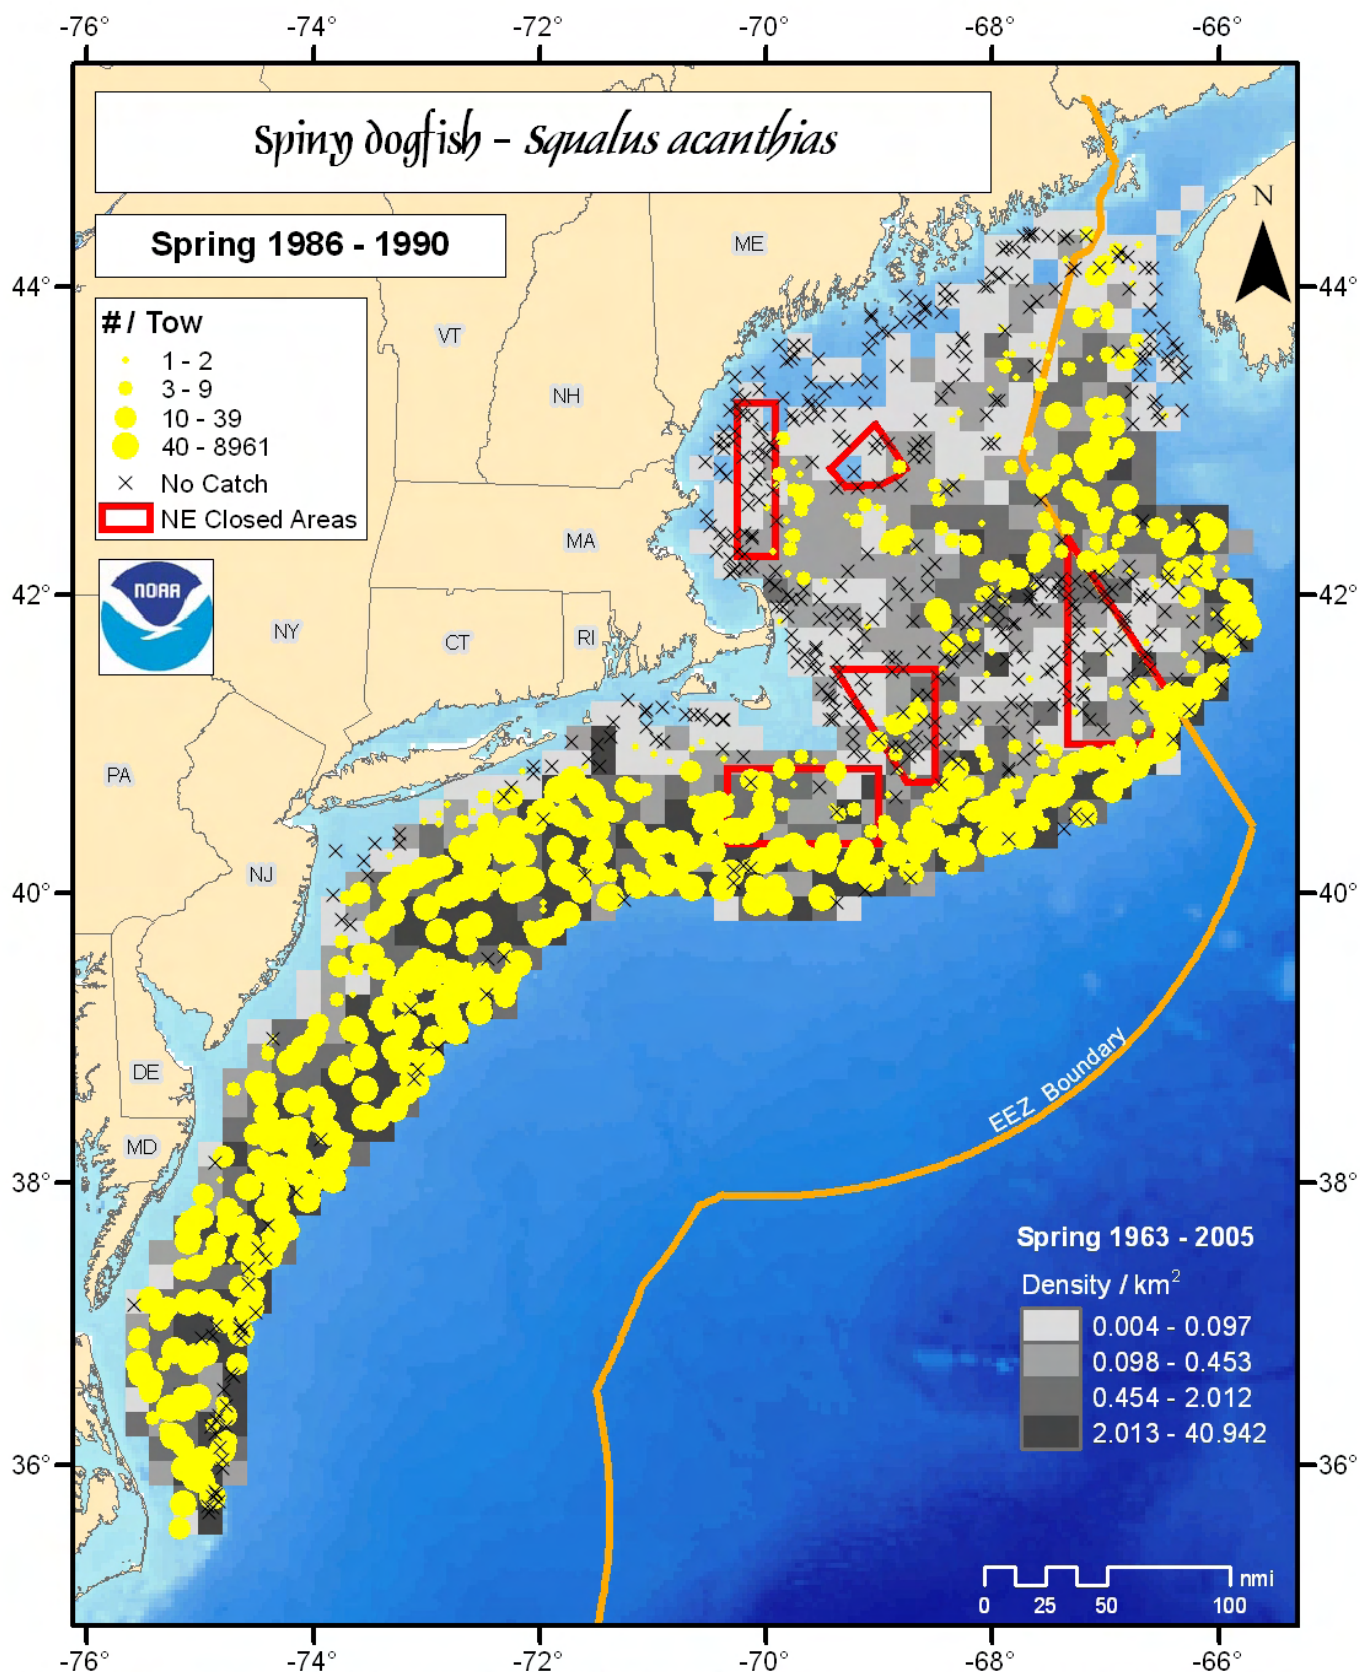 -76° -74° -72° -70° -68° -66°
Spiny dogfish - Squalus acanthias
N
Spring 1986 - 1990
ME
44° 44°
# / Tow
1 - 2
3 - 9
10 - 39
40 - 8961
No Catch
NE Closed Areas
VT
NH
MA
NOAA
42° 42°
NY
CT
RI
PA
NJ
40° 40°
DE
EEZ Boundary
MD
38° 38°
Spring 1963 - 2005
Density / km²
0.004 - 0.097
0.098 - 0.453
0.454 - 2.012
2.013 - 40.942
36° 36°
nmi
0 25 50 100
-76° -74° -72° -70° -68° -66°